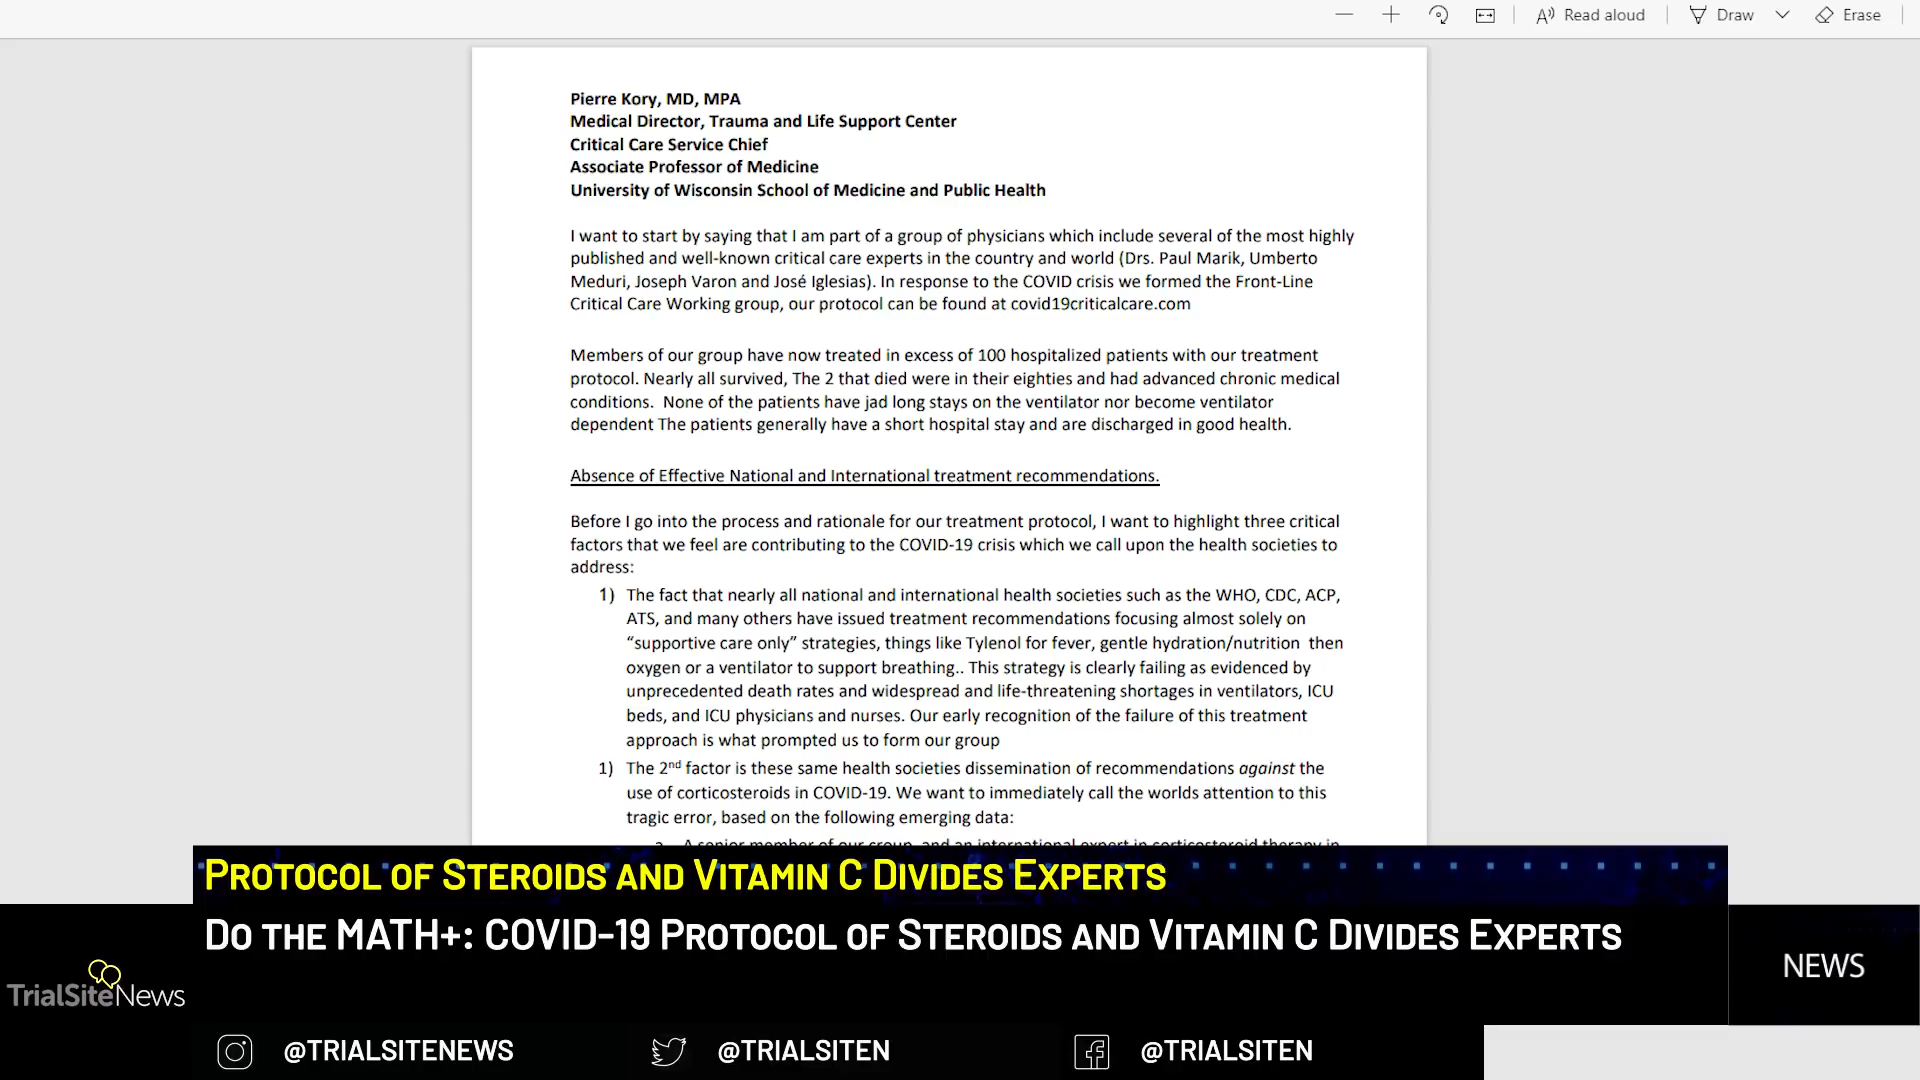 Read aloud
Draw
Erase
Pierre Kory, MD, MPA
Medical Director, Trauma and Life Support Center
Critical Care Service Chief
Associate Professor of Medicine
University of Wisconsin School of Medicine and Public Health
I want to start by saying that I am part of a group of physicians which include several of the most highly
published and well-known critical care experts in the country and world (Drs. Paul Marik, Umberto
Meduri, Joseph Varon and José Iglesias). In response to the COVID crisis we formed the Front-Line
Critical Care Working group, our protocol can be found at covid19criticalcare.com
Members of our group have now treated in excess of 100 hospitalized patients with our treatment
protocol. Nearly all survived, The 2 that died were in their eighties and had advanced chronic medical
conditions.  None of the patients have jad long stays on the ventilator nor become ventilator
dependent The patients generally have a short hospital stay and are discharged in good health.
Absence of Effective National and International treatment recommendations.
Before I go into the process and rationale for our treatment protocol, I want to highlight three critical
factors that we feel are contributing to the COVID-19 crisis which we call upon the health societies to
address:
1) The fact that nearly all national and international health societies such as the WHO, CDC, ACP,
ATS, and many others have issued treatment recommendations focusing almost solely on
“supportive care only” strategies, things like Tylenol for fever, gentle hydration/nutrition  then
oxygen or a ventilator to support breathing.. This strategy is clearly failing as evidenced by
unprecedented death rates and widespread and life-threatening shortages in ventilators, ICU
beds, and ICU physicians and nurses. Our early recognition of the failure of this treatment
approach is what prompted us to form our group
1) The 2nd factor is these same health societies dissemination of recommendations against the
use of corticosteroids in COVID-19. We want to immediately call the worlds attention to this
tragic error, based on the following emerging data:
a. A senior member of our group, and an international expert in corticosteroid therapy in
PROTOCOL OF STEROIDS AND VITAMIN C DIVIDES EXPERTS
DO THE MATH+: COVID-19 PROTOCOL OF STEROIDS AND VITAMIN C DIVIDES EXPERTS
NEWS
TrialSiteNews
@TRIALSITENEWS
@TRIALSITEN
@TRIALSITEN